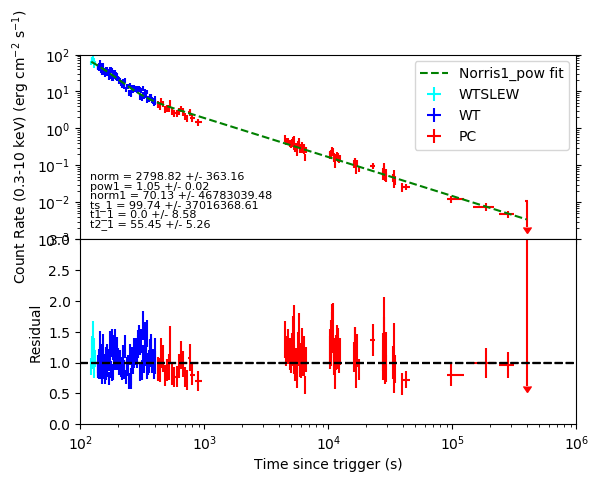 Count Rate (0.3-10 keV) (erg cm⁻² s⁻¹)
10²
10¹
10⁰
10⁻¹
10⁻²
Norris1_pow fit
WTSLEW
WT
PC
norm = 2798.82 +/- 363.16
pow1 = 1.05 +/- 0.02
norm1 = 70.13 +/- 46783039.48
ts_1 = 99.74 +/- 37016368.61
t1_1 = 0.0 +/- 8.58
t2_1 = 55.45 +/- 5.26
Residual
3.0
2.5
2.0
1.5
1.0
0.5
0.0
10² 10³ 10⁴ 10⁵ 10⁶
Time since trigger (s)